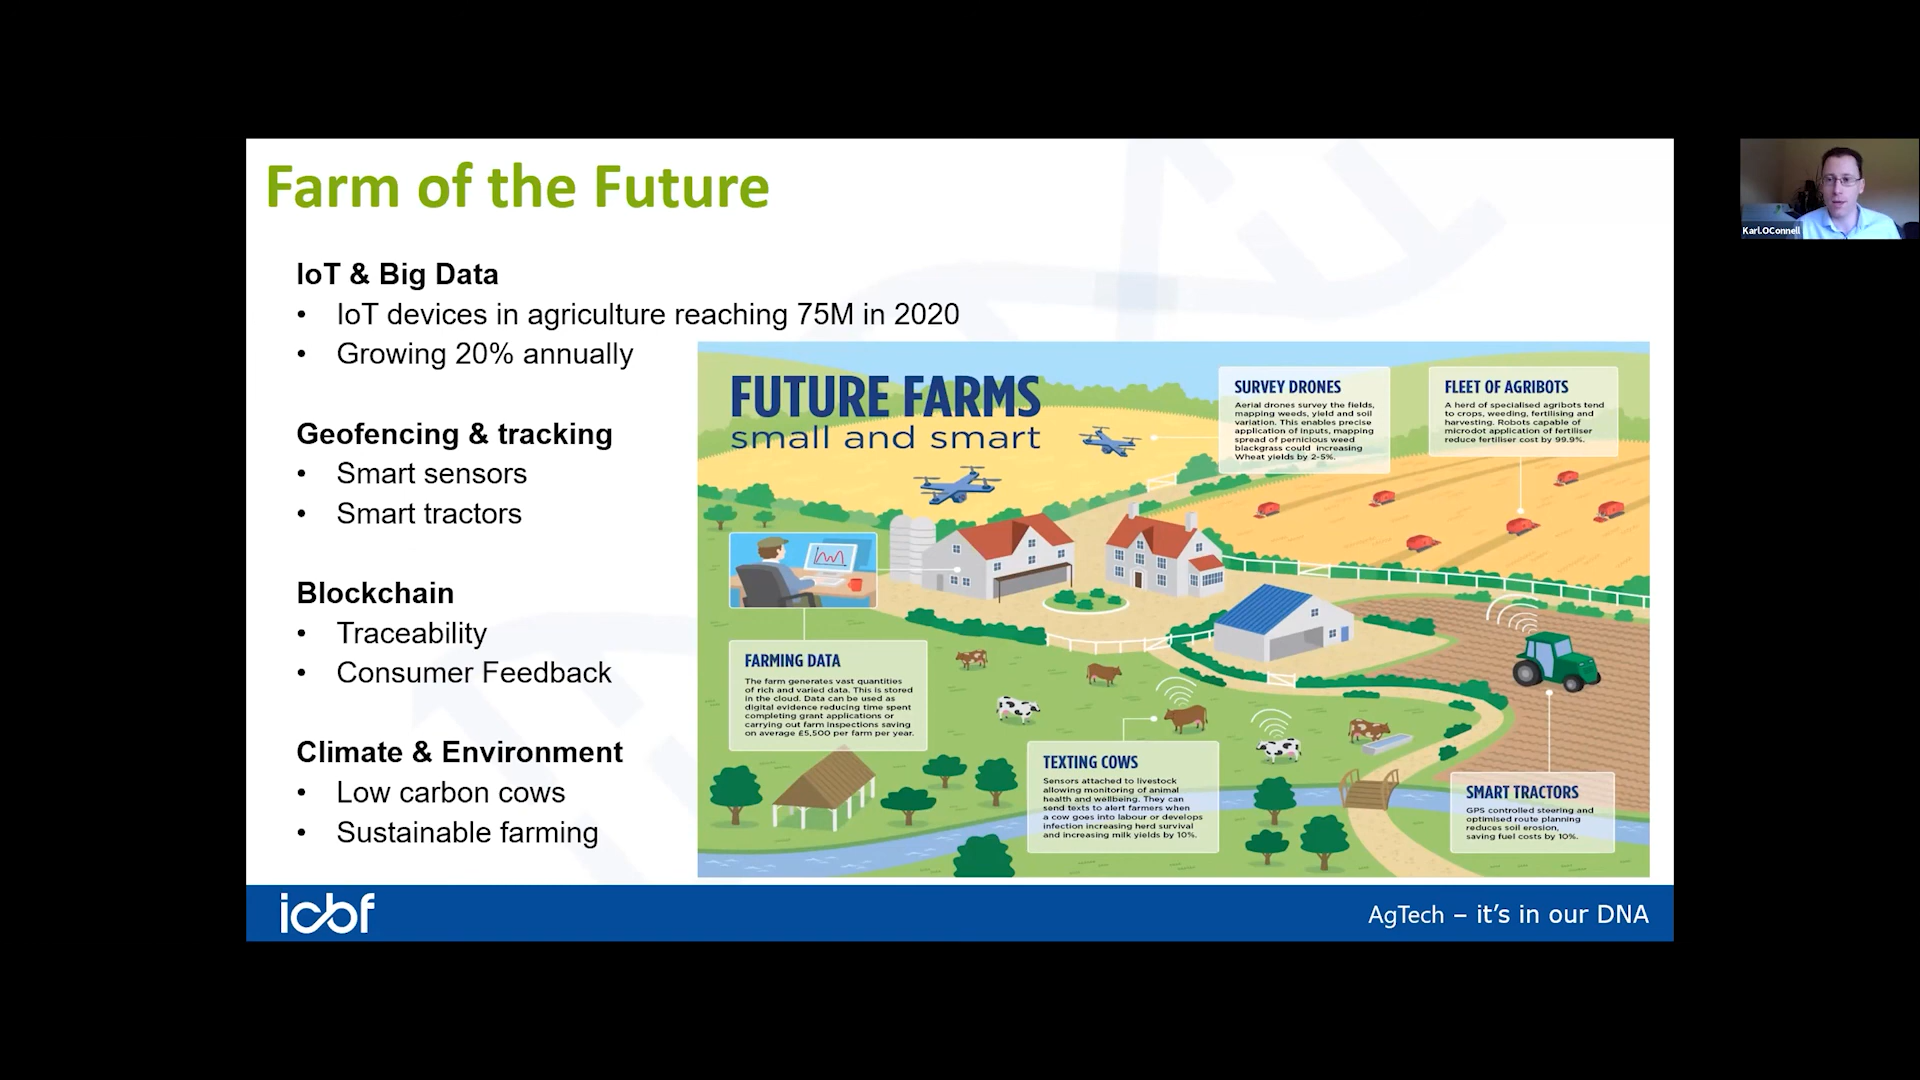 Farm of the Future
IoT & Big Data
• IoT devices in agriculture reaching 75M in 2020
• Growing 20% annually
Geofencing & tracking
• Smart sensors
• Smart tractors
Blockchain
• Traceability
• Consumer Feedback
Climate & Environment
• Low carbon cows
• Sustainable farming
FUTURE FARMS
small and smart
SURVEY DRONES
Aerial drones survey the fields,
mapping weeds, yield and soil
variation. This enables precise
application of inputs, mapping
spread of pernicious weed
blackgrass could increasing
Wheat yields by 2-5%.
FLEET OF AGRIBOTS
A herd of specialised agribots tend
to crops, weeding, fertilising and
harvesting. Robots capable of
microdot application of fertiliser
reduce fertiliser cost by 99.9%.
FARMING DATA
The farm generates vast quantities
of rich and varied data. This is stored
in the cloud. Data can be used as
digital evidence reducing time spent
completing grant applications or
carrying out farm inspections saving
on average £5,500 per farm per year.
TEXTING COWS
Sensors attached to livestock
allowing monitoring of animal
health and wellbeing. They can
send texts to alert farmers when
a cow goes into labour or develops
infection increasing herd survival
and increasing milk yields by 10%.
SMART TRACTORS
GPS controlled steering and
optimised route planning
reduces soil erosion,
saving fuel costs by 10%.
icbf
AgTech – it's in our DNA
Karl.OConnell